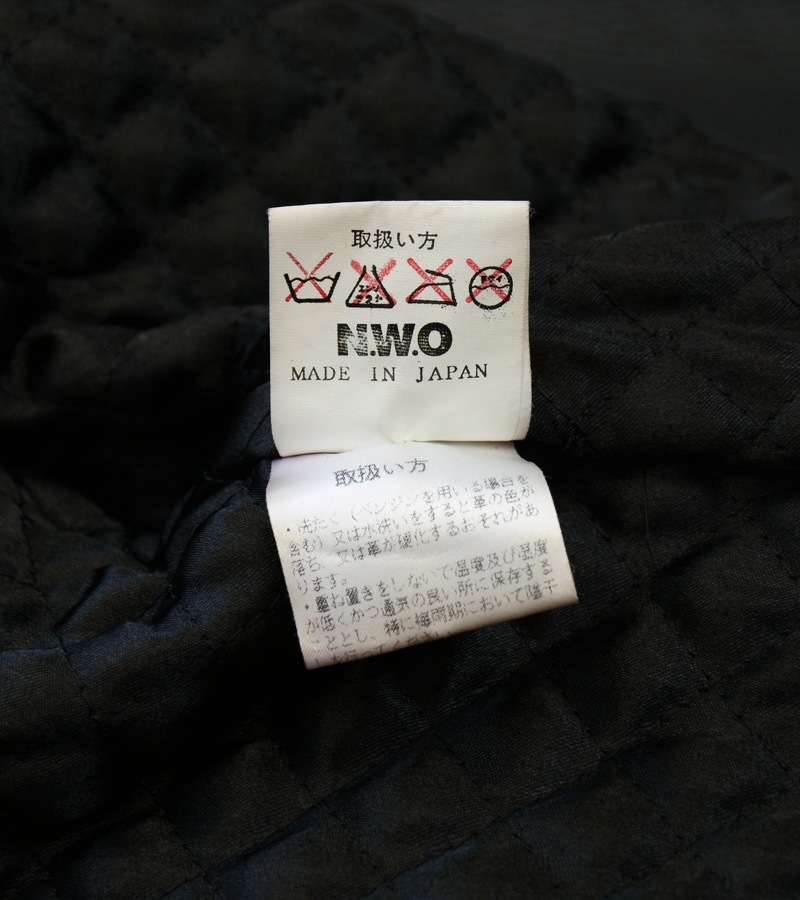 取扱い方
N.W.O
MADE IN JAPAN
取扱い方
・洗たく（ベンジンを用いる場合を
含む）又は水洗いをすると革の色が
落ち、又は革が硬化するおそれがあ
ります。
・重ね置きをしないで温度及び湿度
が低くかつ通気の良い所に保存する
こととし、特に梅雨期において陰干